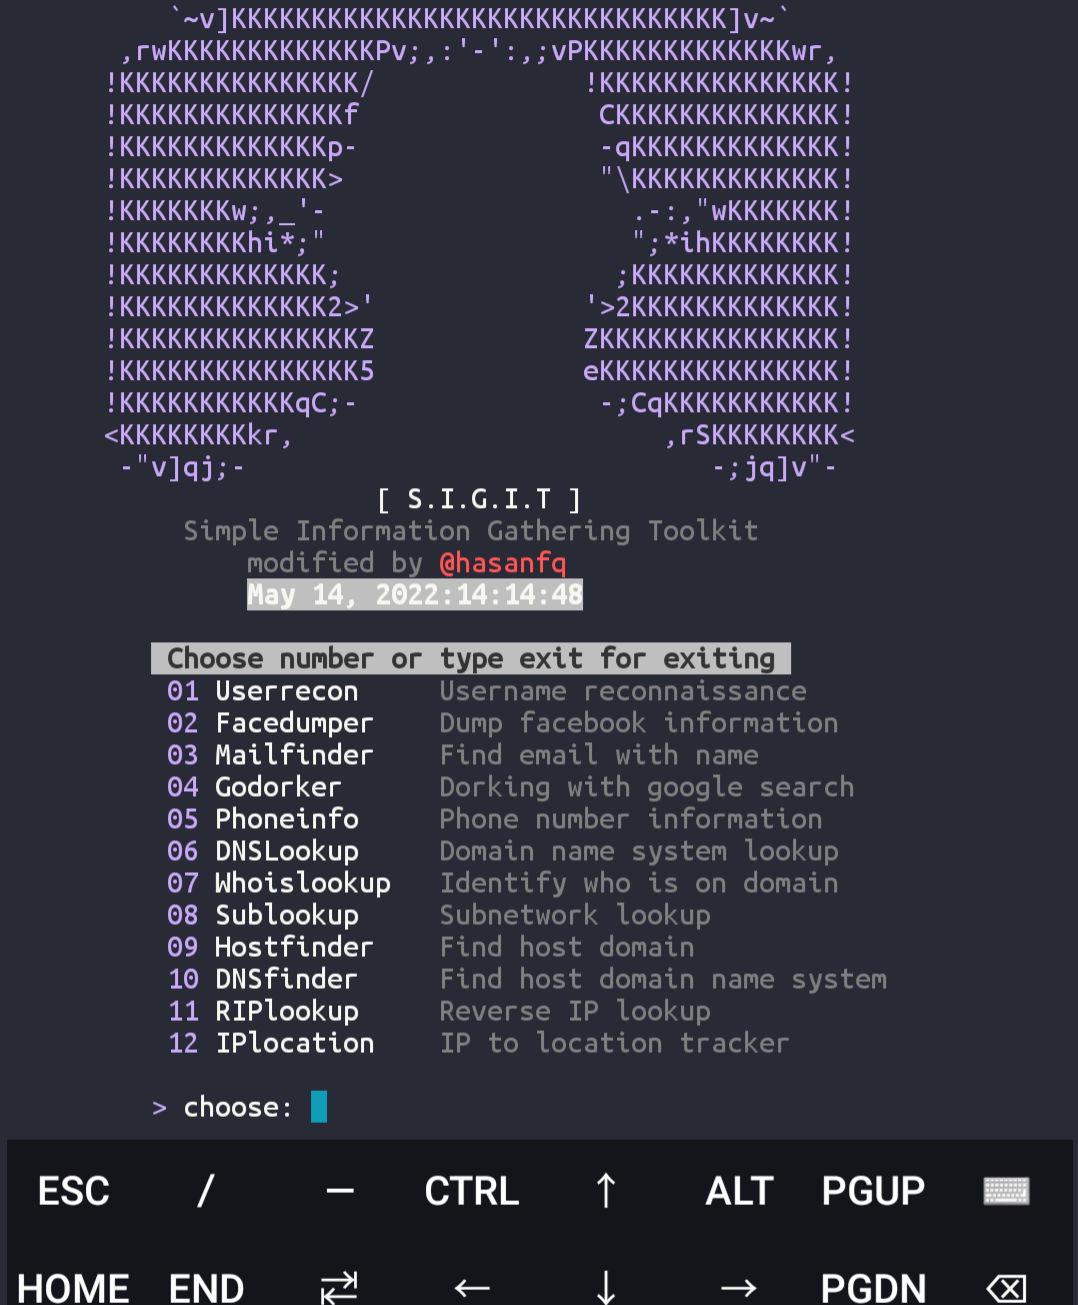 `~v]KKKKKKKKKKKKKKKKKKKKKKKKKKKKKKK]v~`
,rwKKKKKKKKKKKKKPv;,:'-':,;vPKKKKKKKKKKKKKwr,
!KKKKKKKKKKKKKKK/ !KKKKKKKKKKKKKKK!
!KKKKKKKKKKKKKKf CKKKKKKKKKKKKKK!
!KKKKKKKKKKKKKp- -qKKKKKKKKKKKKK!
!KKKKKKKKKKKKK> "\KKKKKKKKKKKKK!
!KKKKKKKw;,_'- .-:,"wKKKKKKK!
!KKKKKKKKhi*;" ";*ihKKKKKKKK!
!KKKKKKKKKKKKK; ;KKKKKKKKKKKKK!
!KKKKKKKKKKKKK2>' '>2KKKKKKKKKKKKK!
!KKKKKKKKKKKKKKKZ ZKKKKKKKKKKKKKKK!
!KKKKKKKKKKKKKKK5 eKKKKKKKKKKKKKKK!
!KKKKKKKKKKKqC;- -;CqKKKKKKKKKKK!
<KKKKKKKKkr, ,rSKKKKKKKK<
-"v]qj;- -;jq]v"-
[ S.I.G.I.T ]
Simple Information Gathering Toolkit
modified by @hasanfq
May 14, 2022:14:14:48
Choose number or type exit for exiting
01 Userrecon Username reconnaissance
02 Facedumper Dump facebook information
03 Mailfinder Find email with name
04 Godorker Dorking with google search
05 Phoneinfo Phone number information
06 DNSLookup Domain name system lookup
07 Whoislookup Identify who is on domain
08 Sublookup Subnetwork lookup
09 Hostfinder Find host domain
10 DNSfinder Find host domain name system
11 RIPlookup Reverse IP lookup
12 IPlocation IP to location tracker
> choose:
ESC / – CTRL ↑ ALT PGUP
HOME END ⇄ ← ↓ → PGDN